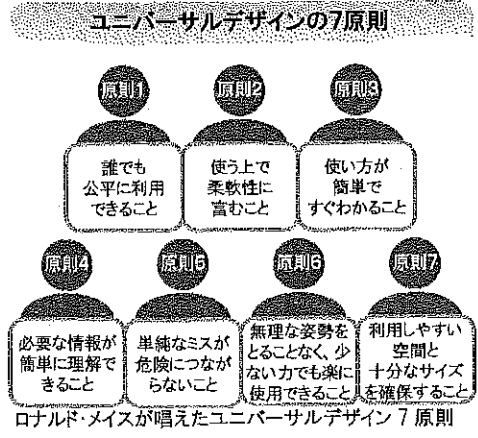 ユニバーサルデザインの7原則
原則1
誰でも
公平に利用
できること
原則2
使う上で
柔軟性に
富むこと
原則3
使い方が
簡単で
すぐわかること
原則4
必要な情報が
簡単に理解で
きること
原則5
単純なミスが
危険につなが
らないこと
原則6
無理な姿勢を
とることなく、少
ない力でも楽に
使用できること
原則7
利用しやすい
空間と
十分なサイズ
を確保すること
ロナルド・メイスが唱えたユニバーサルデザイン 7 原則